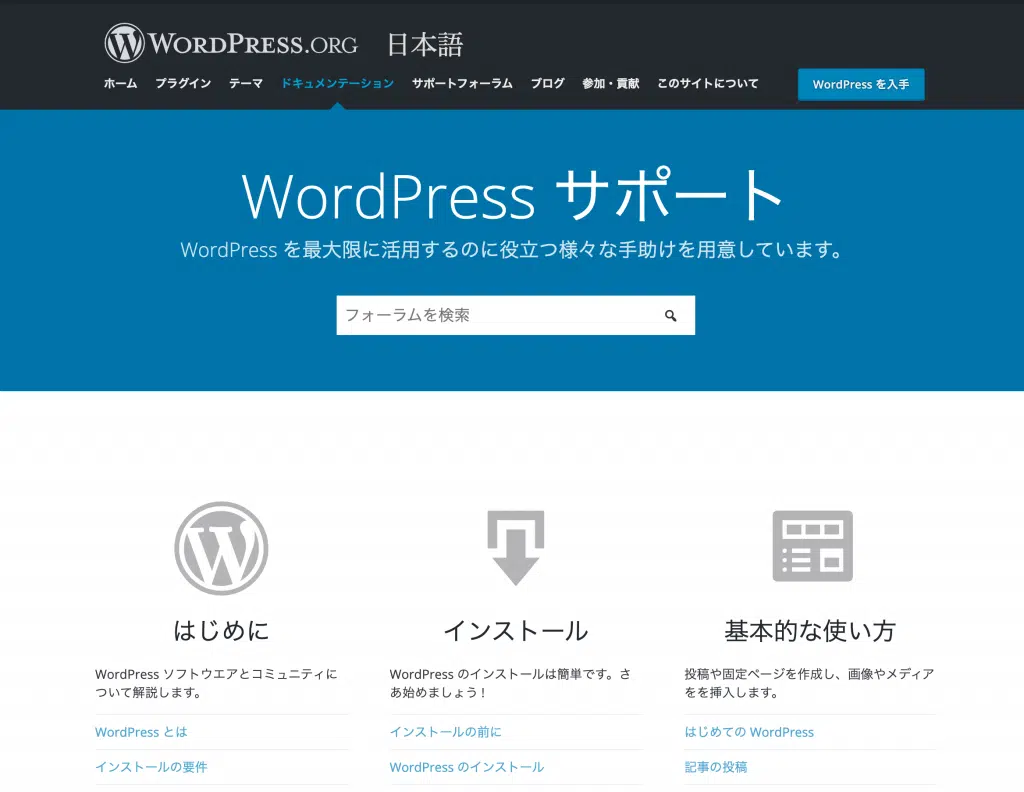 WORDPRESS.ORG 日本語
ホーム プラグイン テーマ ドキュメンテーション サポートフォーラム ブログ 参加・貢献 このサイトについて WordPress を入手
WordPress サポート
WordPress を最大限に活用するのに役立つ様々な手助けを用意しています。
フォーラムを検索
はじめに
WordPress ソフトウエアとコミュニティに
ついて解説します。
WordPress とは
インストールの要件
インストール
WordPress のインストールは簡単です。さ
あ始めましょう !
インストールの前に
WordPress のインストール
基本的な使い方
投稿や固定ページを作成し、画像やメディア
をを挿入します。
はじめての WordPress
記事の投稿